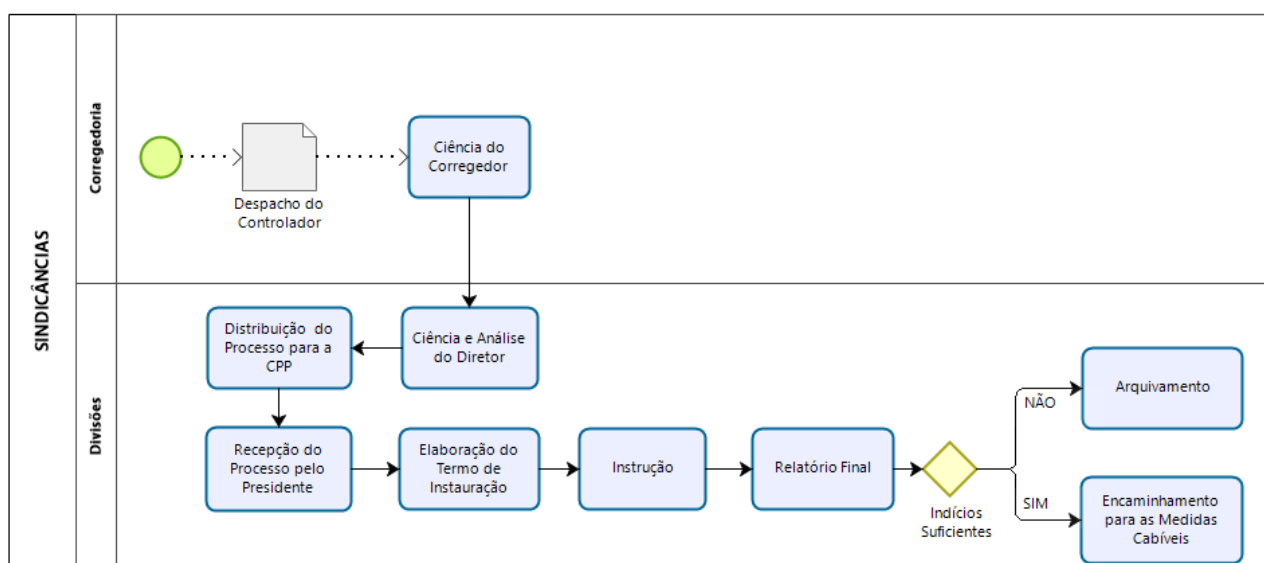 SINDICÂNCIAS
Corregedoria
Despacho do
Controlador
Ciência do
Corregedor
Divisões
Distribuição do
Processo para a
CPP
Ciência e Análise
do Diretor
Recepção do
Processo pelo
Presidente
Elaboração do
Termo de
Instauração
Instrução
Relatório Final
Indícios
Suficientes
NÃO
Arquivamento
SIM
Encaminhamento
para as Medidas
Cabíveis